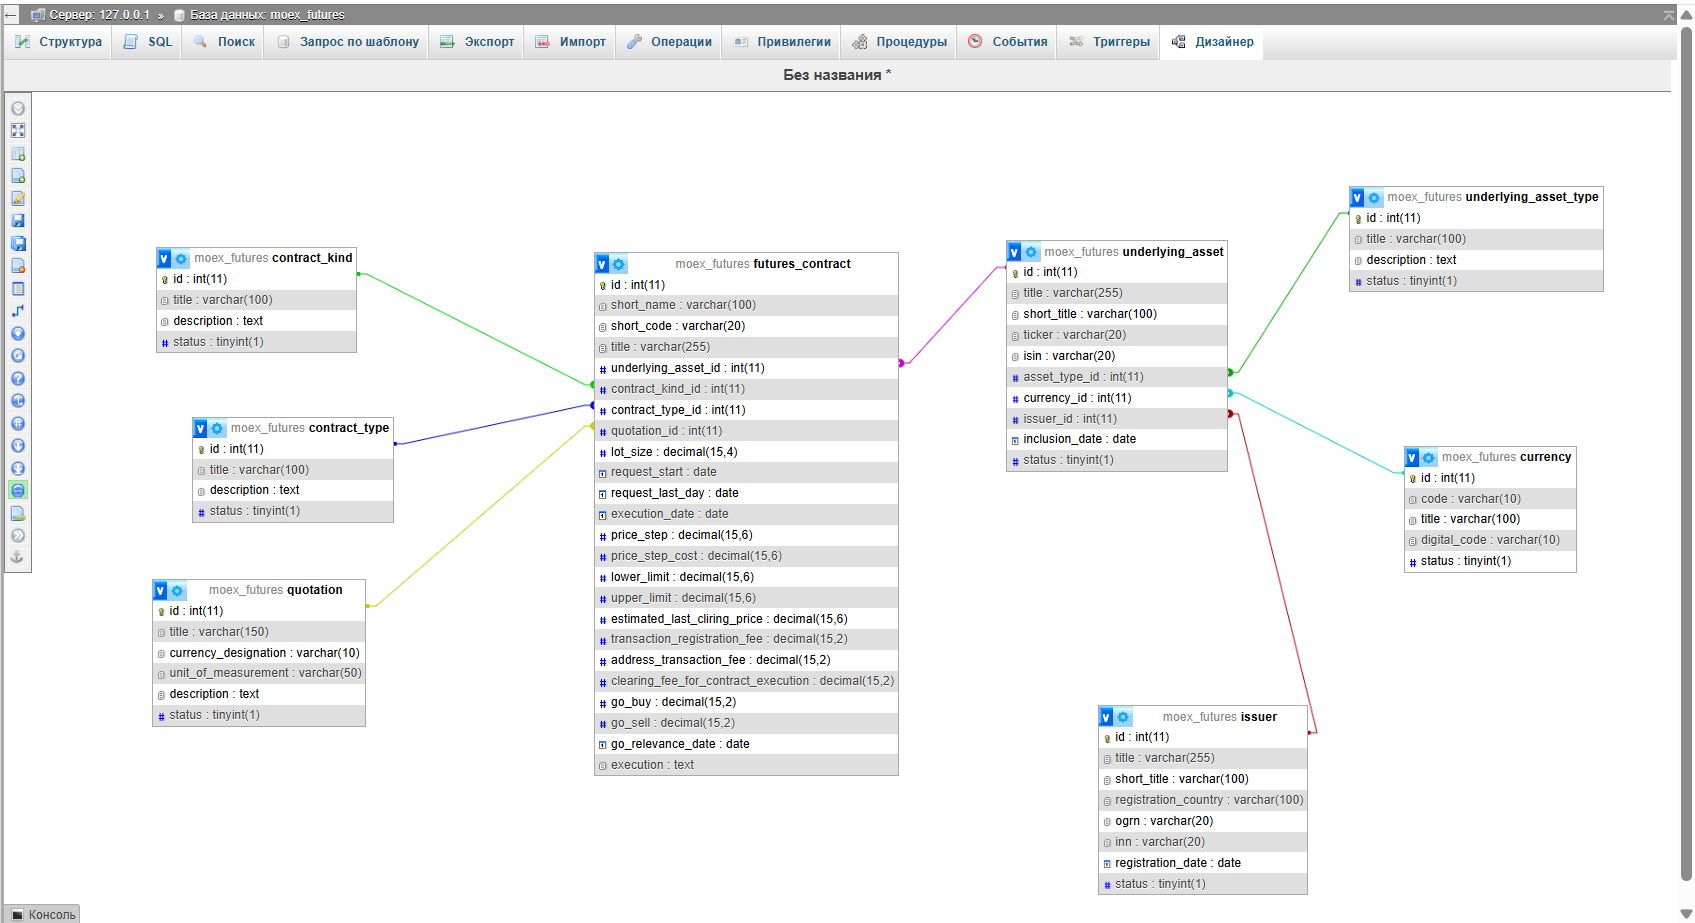 Сервер: 127.0.0.1 » База данных: moex_futures
Структура SQL Поиск Запрос по шаблону Экспорт Импорт Операции Привилегии Процедуры События Триггеры Дизайнер
Без названия *
moex_futures contract_kind
id : int(11)
title : varchar(100)
description : text
status : tinyint(1)
moex_futures contract_type
id : int(11)
title : varchar(100)
description : text
status : tinyint(1)
moex_futures quotation
id : int(11)
title : varchar(150)
currency_designation : varchar(10)
unit_of_measurement : varchar(50)
description : text
status : tinyint(1)
moex_futures futures_contract
id : int(11)
short_name : varchar(100)
short_code : varchar(20)
title : varchar(255)
underlying_asset_id : int(11)
contract_kind_id : int(11)
contract_type_id : int(11)
quotation_id : int(11)
lot_size : decimal(15,4)
request_start : date
request_last_day : date
execution_date : date
price_step : decimal(15,6)
price_step_cost : decimal(15,6)
lower_limit : decimal(15,6)
upper_limit : decimal(15,6)
estimated_last_cliring_price : decimal(15,6)
transaction_registration_fee : decimal(15,2)
address_transaction_fee : decimal(15,2)
clearing_fee_for_contract_execution : decimal(15,2)
go_buy : decimal(15,2)
go_sell : decimal(15,2)
go_relevance_date : date
execution : text
moex_futures underlying_asset
id : int(11)
title : varchar(255)
short_title : varchar(100)
ticker : varchar(20)
isin : varchar(20)
asset_type_id : int(11)
currency_id : int(11)
issuer_id : int(11)
inclusion_date : date
status : tinyint(1)
moex_futures underlying_asset_type
id : int(11)
title : varchar(100)
description : text
status : tinyint(1)
moex_futures currency
id : int(11)
code : varchar(10)
title : varchar(100)
digital_code : varchar(10)
status : tinyint(1)
moex_futures issuer
id : int(11)
title : varchar(255)
short_title : varchar(100)
registration_country : varchar(100)
ogrn : varchar(20)
inn : varchar(20)
registration_date : date
status : tinyint(1)
Консоль